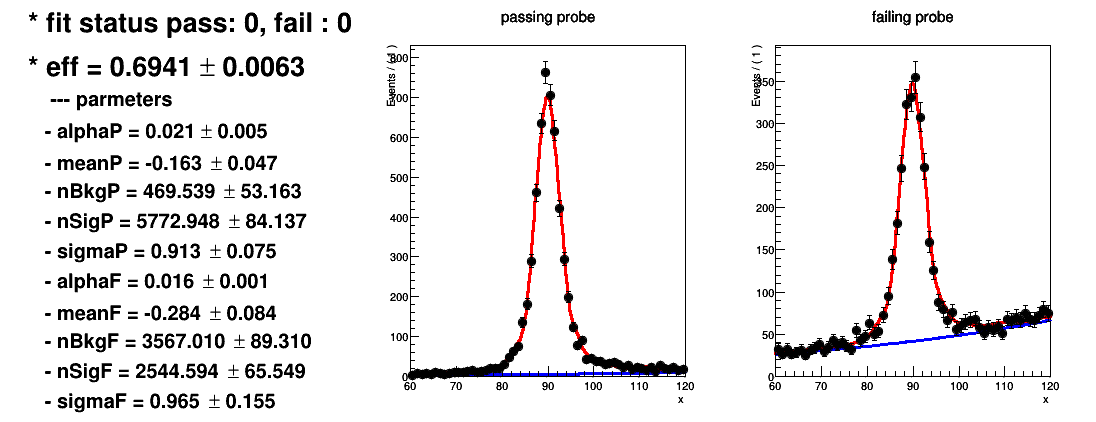 * fit status pass: 0, fail : 0
* eff = 0.6941 ± 0.0063
--- parmeters
- alphaP = 0.021 ± 0.005
- meanP = -0.163 ± 0.047
- nBkgP = 469.539 ± 53.163
- nSigP = 5772.948 ± 84.137
- sigmaP = 0.913 ± 0.075
- alphaF = 0.016 ± 0.001
- meanF = -0.284 ± 0.084
- nBkgF = 3567.010 ± 89.310
- nSigF = 2544.594 ± 65.549
- sigmaF = 0.965 ± 0.155
passing probe
Events / ( 1 )
800
700
600
500
400
300
200
100
0
60 70 80 90 100 110 120
x
failing probe
Events / ( 1 )
350
300
250
200
150
100
50
0
60 70 80 90 100 110 120
x